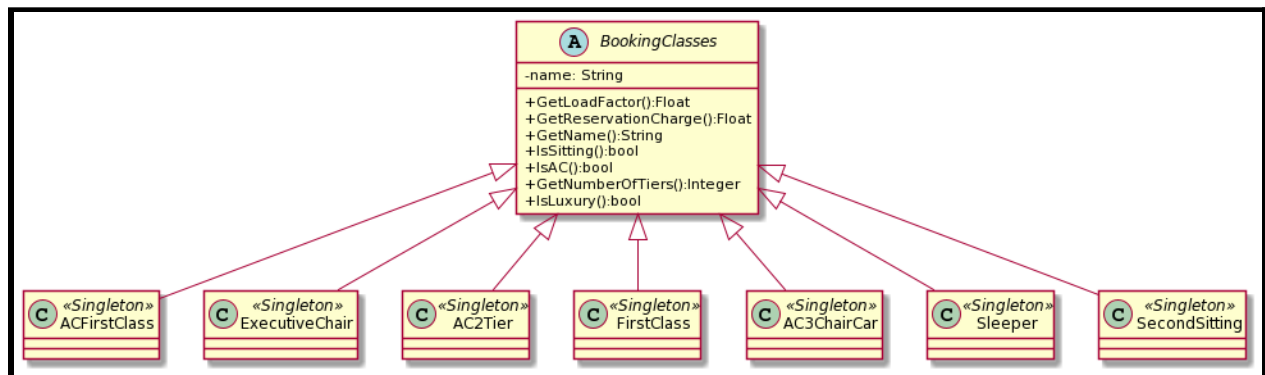 A BookingClasses
-name: String
+GetLoadFactor():Float
+GetReservationCharge():Float
+GetName():String
+IsSitting():bool
+IsAC():bool
+GetNumberOfTiers():Integer
+IsLuxury():bool
C «Singleton»
ACFirstClass
C «Singleton»
ExecutiveChair
C «Singleton»
AC2Tier
C «Singleton»
FirstClass
C «Singleton»
AC3ChairCar
C «Singleton»
Sleeper
C «Singleton»
SecondSitting